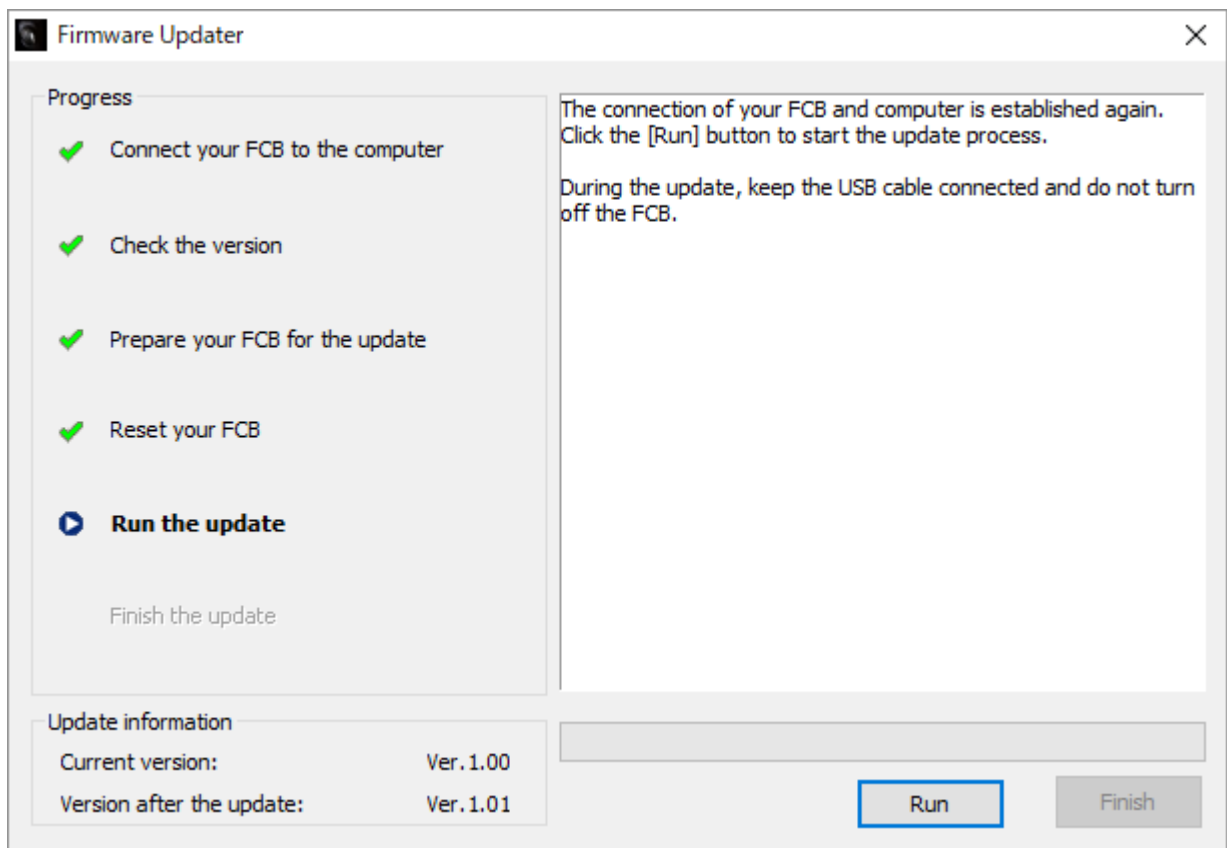 Firmware Updater
Progress
Connect your FCB to the computer
Check the version
Prepare your FCB for the update
Reset your FCB
Run the update
Finish the update
The connection of your FCB and computer is established again.
Click the [Run] button to start the update process.
During the update, keep the USB cable connected and do not turn
off the FCB.
Update information
Current version: Ver.1.00
Version after the update: Ver.1.01
Run
Finish